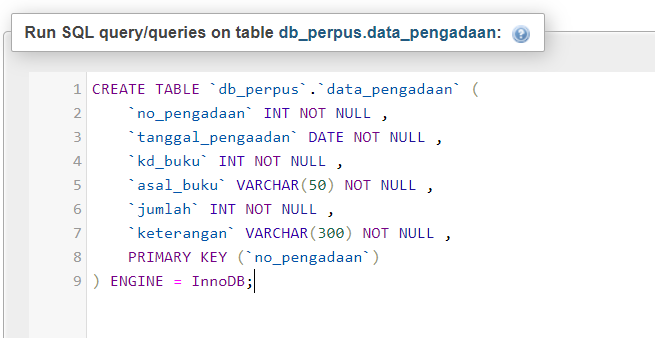 Run SQL query/queries on table db_perpus.data_pengadaan:
1 CREATE TABLE `db_perpus`.`data_pengadaan` (
2 `no_pengadaan` INT NOT NULL ,
3 `tanggal_pengaadan` DATE NOT NULL ,
4 `kd_buku` INT NOT NULL ,
5 `asal_buku` VARCHAR(50) NOT NULL ,
6 `jumlah` INT NOT NULL ,
7 `keterangan` VARCHAR(300) NOT NULL ,
8 PRIMARY KEY (`no_pengadaan`)
9 ) ENGINE = InnoDB;